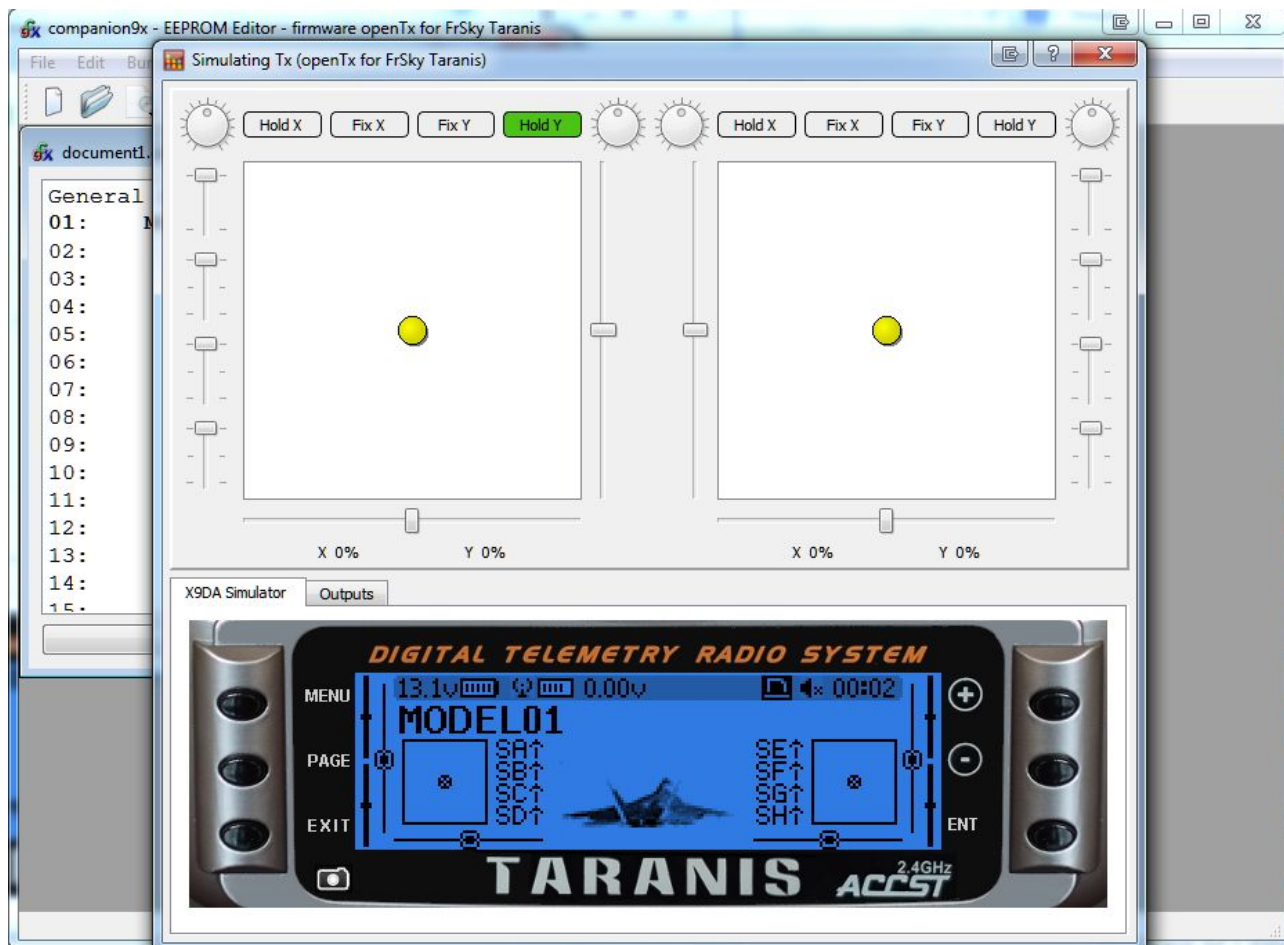 companion9x - EEPROM Editor - firmware openTx for FrSky Taranis
File Edit Bur
Simulating Tx (openTx for FrSky Taranis)
document1.
General
01: M
02:
03:
04:
05:
06:
07:
08:
09:
10:
11:
12:
13:
14:
15:
Hold X Fix X Fix Y Hold Y
Hold X Fix X Fix Y Hold Y
X 0% Y 0%
X 0% Y 0%
X9DA Simulator Outputs
DIGITAL TELEMETRY RADIO SYSTEM
MENU
PAGE
EXIT
13.1v 0.00v 00:02
MODEL01
SA↑ SE↑
SB↑ SF↑
SC↑ SG↑
SD↑ SH↑
+
-
ENT
TARANIS
2.4GHz
ACCST